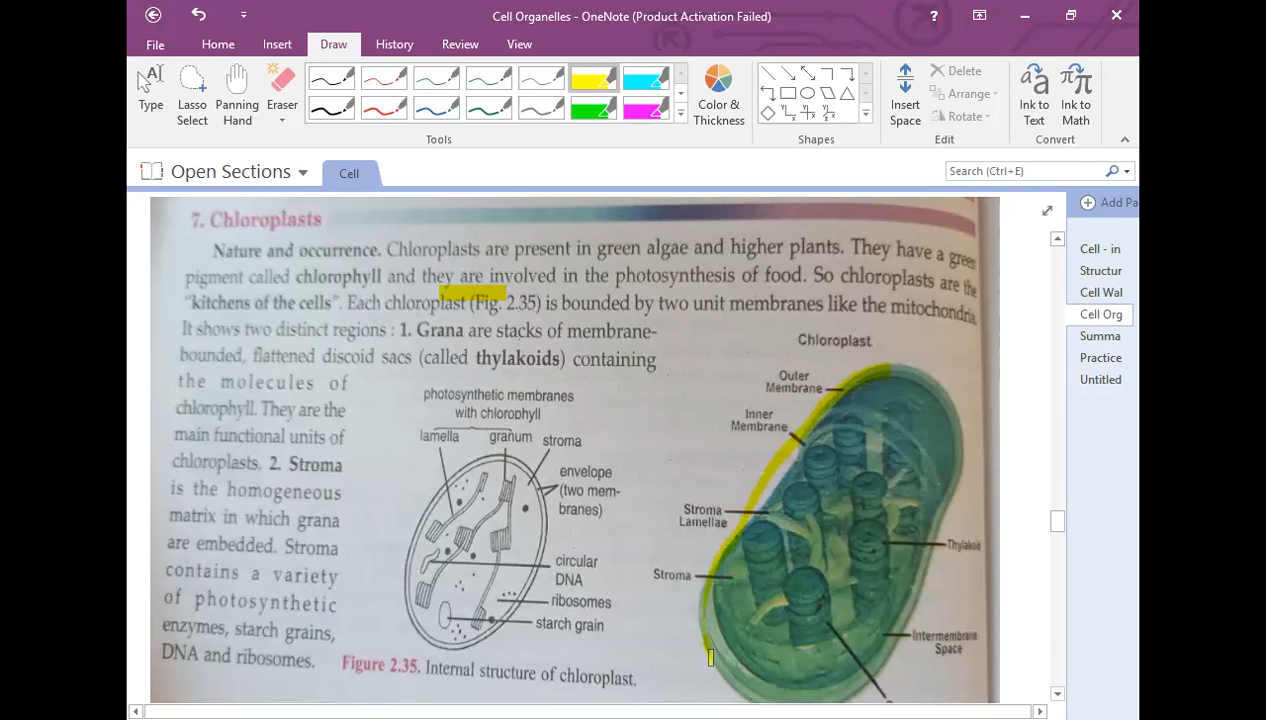 Cell Organelles - OneNote (Product Activation Failed)
?
File Home Insert Draw History Review View
Type
Lasso Select
Panning Hand
Eraser
Color & Thickness
Insert Space
Delete
Arrange
Rotate
Ink to Text
Ink to Math
Tools
Shapes
Edit
Convert
Open Sections
Cell
Search (Ctrl+E)
Add Pa
Cell - in
Structur
Cell Wal
Cell Org
Summa
Practice
Untitled
7. Chloroplasts
Nature and occurrence. Chloroplasts are present in green algae and higher plants. They have a green
pigment called chlorophyll and they are involved in the photosynthesis of food. So chloroplasts are the
"kitchens of the cells". Each chloroplast (Fig. 2.35) is bounded by two unit membranes like the mitochondria.
It shows two distinct regions : 1. Grana are stacks of membrane-
bounded, flattened discoid sacs (called thylakoids) containing
the molecules of
chlorophyll. They are the
main functional units of
chloroplasts. 2. Stroma
is the homogeneous
matrix in which grana
are embedded. Stroma
contains a variety
of photosynthetic
enzymes, starch grains,
DNA and ribosomes.
photosynthetic membranes
with chlorophyll
lamella granum stroma
envelope
(two mem-
branes)
circular
DNA
ribosomes
starch grain
Figure 2.35. Internal structure of chloroplast.
Chloroplast
Outer
Membrane
Inner
Membrane
Stroma
Lamellae
Stroma
Thylakoid
Intermembrane
Space